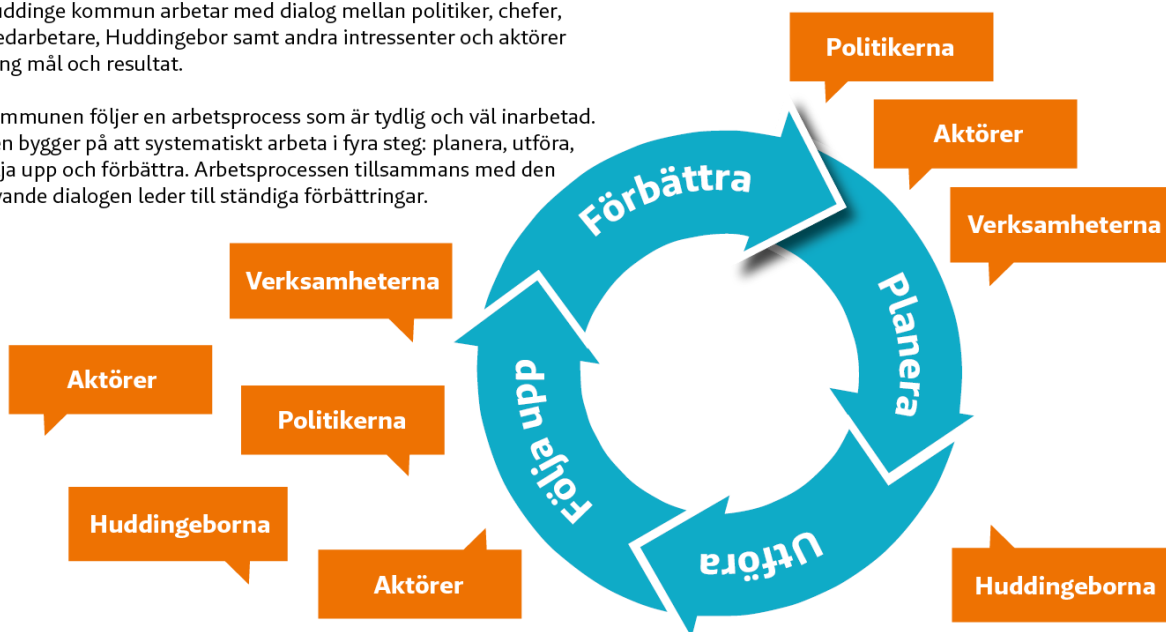 uddinge kommun arbetar med dialog mellan politiker, chefer,
edarbetare, Huddingebor samt andra intressenter och aktörer
ing mål och resultat.
mmunen följer en arbetsprocess som är tydlig och väl inarbetad.
en bygger på att systematiskt arbeta i fyra steg: planera, utföra,
lja upp och förbättra. Arbetsprocessen tillsammans med den
vande dialogen leder till ständiga förbättringar.
Politikerna
Aktörer
Verksamheterna
Förbättra
Planera
Utföra
Följa upp
Verksamheterna
Aktörer
Politikerna
Huddingeborna
Aktörer
Huddingeborna